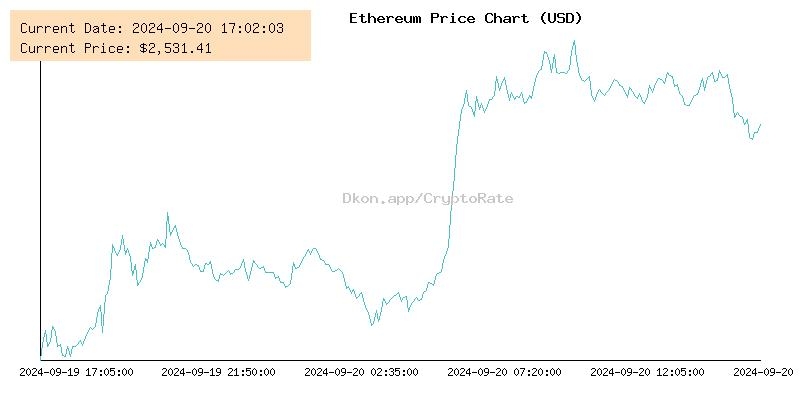 Ethereum Price Chart (USD)
Current Date: 2024-09-20 17:02:03
Current Price: $2,531.41
Dkon.app/CryptoRate
2024-09-19 17:05:00 2024-09-19 21:50:00 2024-09-20 02:35:00 2024-09-20 07:20:00 2024-09-20 12:05:00 2024-09-20